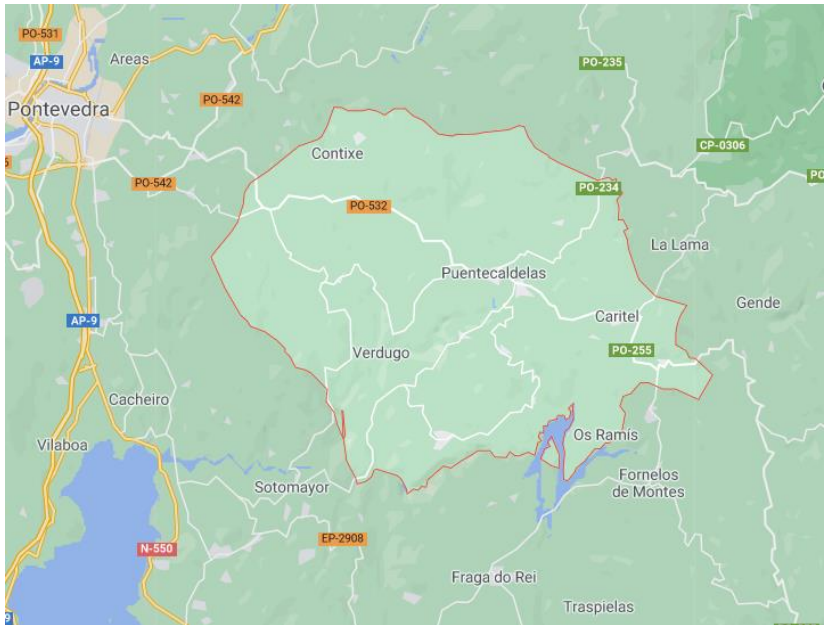 PO-531
AP-9
Areas
PO-235
PO-542
Pontevedra
CP-0306
Contixe
PO-542
PO-234
PO-532
La Lama
Puentecaldelas
Gende
Caritel
AP-9
PO-255
Verdugo
Cacheiro
Os Ramís
Vilaboa
Sotomayor
Fornelos
de Montes
EP-2908
N-550
Fraga do Rei
Traspielas